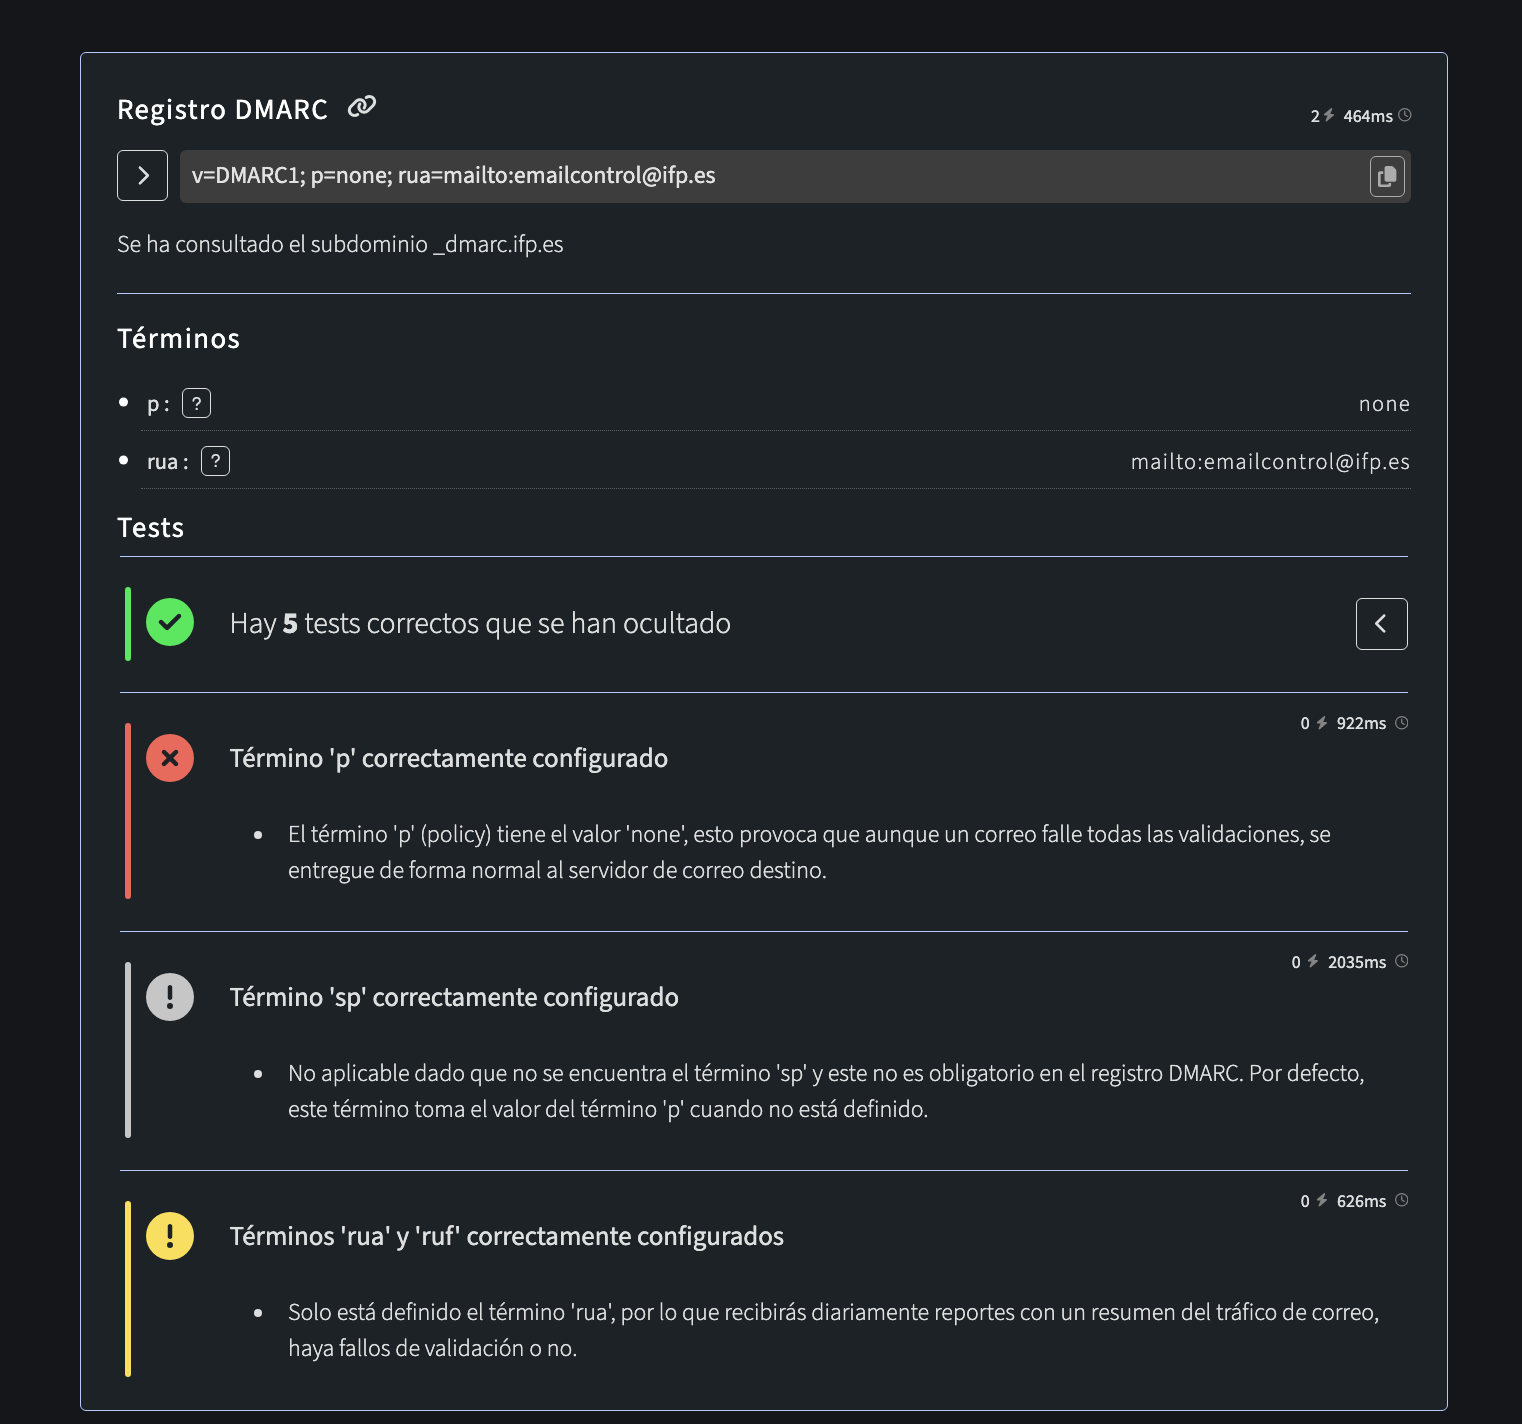 Registro DMARC
2 464ms
v=DMARC1; p=none; rua=mailto:emailcontrol@ifp.es
Se ha consultado el subdominio _dmarc.ifp.es
Términos
p : ? none
rua : ? mailto:emailcontrol@ifp.es
Tests
Hay 5 tests correctos que se han ocultado
0 922ms
Término 'p' correctamente configurado
El término 'p' (policy) tiene el valor 'none', esto provoca que aunque un correo falle todas las validaciones, se
entregue de forma normal al servidor de correo destino.
0 2035ms
Término 'sp' correctamente configurado
No aplicable dado que no se encuentra el término 'sp' y este no es obligatorio en el registro DMARC. Por defecto,
este término toma el valor del término 'p' cuando no está definido.
0 626ms
Términos 'rua' y 'ruf' correctamente configurados
Solo está definido el término 'rua', por lo que recibirás diariamente reportes con un resumen del tráfico de correo,
haya fallos de validación o no.